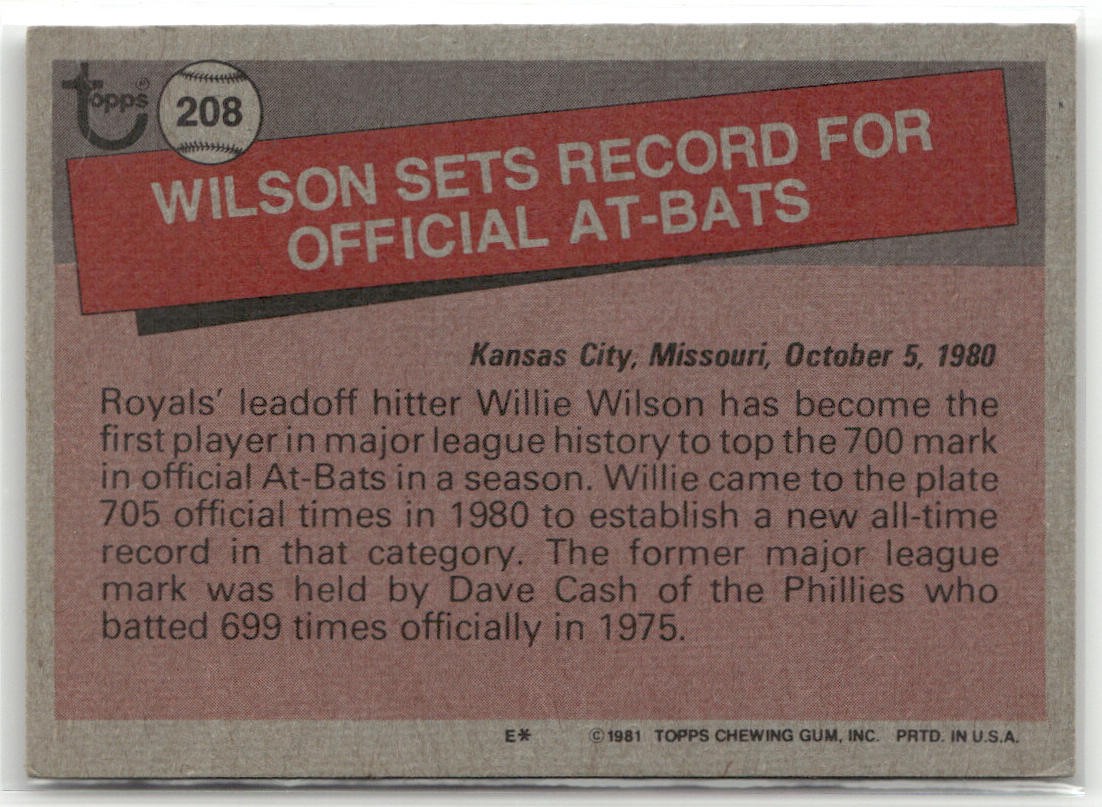 topps®
208
WILSON SETS RECORD FOR
OFFICIAL AT-BATS
Kansas City, Missouri, October 5, 1980
Royals' leadoff hitter Willie Wilson has become the
first player in major league history to top the 700 mark
in official At-Bats in a season. Willie came to the plate
705 official times in 1980 to establish a new all-time
record in that category. The former major league
mark was held by Dave Cash of the Phillies who
batted 699 times officially in 1975.
E* ©1981 TOPPS CHEWING GUM, INC. PRTD. IN U.S.A.